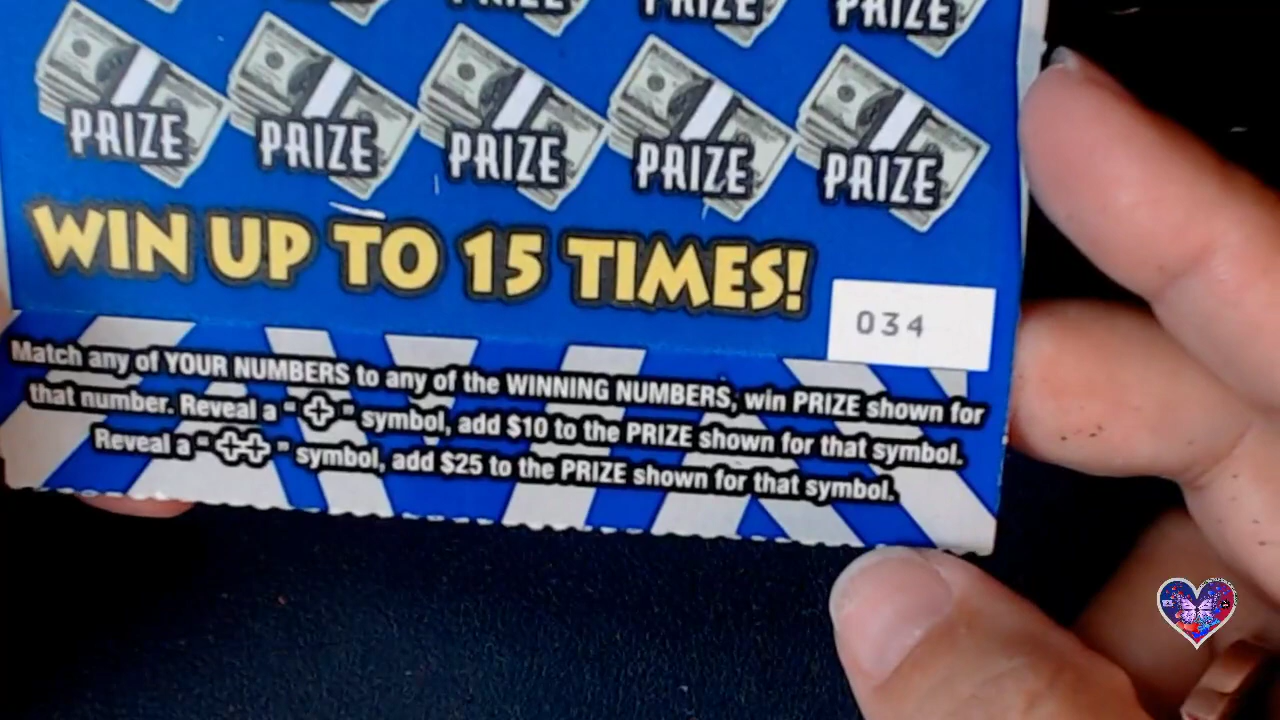 PRIZE PRIZE PRIZE
PRIZE PRIZE PRIZE PRIZE PRIZE
WIN UP TO 15 TIMES!
034
Match any of YOUR NUMBERS to any of the WINNING NUMBERS, win PRIZE shown for
that number. Reveal a " + " symbol, add $10 to the PRIZE shown for that symbol.
Reveal a " ++ " symbol, add $25 to the PRIZE shown for that symbol.